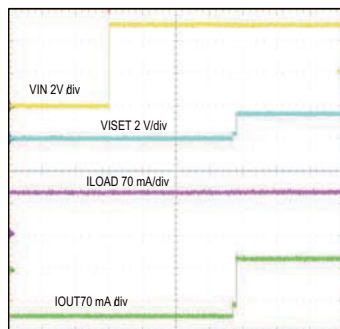 VIN 2V/div
VISET 2 V/div
ILOAD 70 mA/div
IOUT70 mA/div